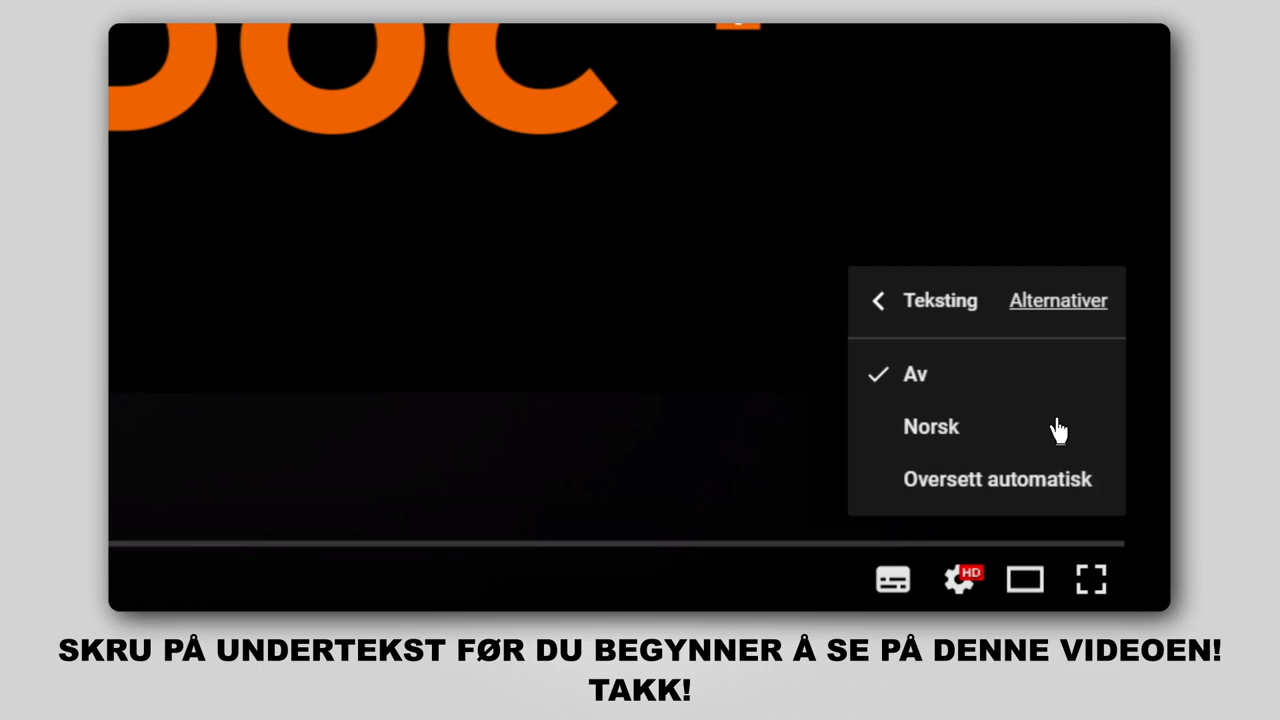 Teksting Alternativer
Av
Norsk
Oversett automatisk
HD
SKRU PÅ UNDERTEKST FØR DU BEGYNNER Å SE PÅ DENNE VIDEOEN!
TAKK!